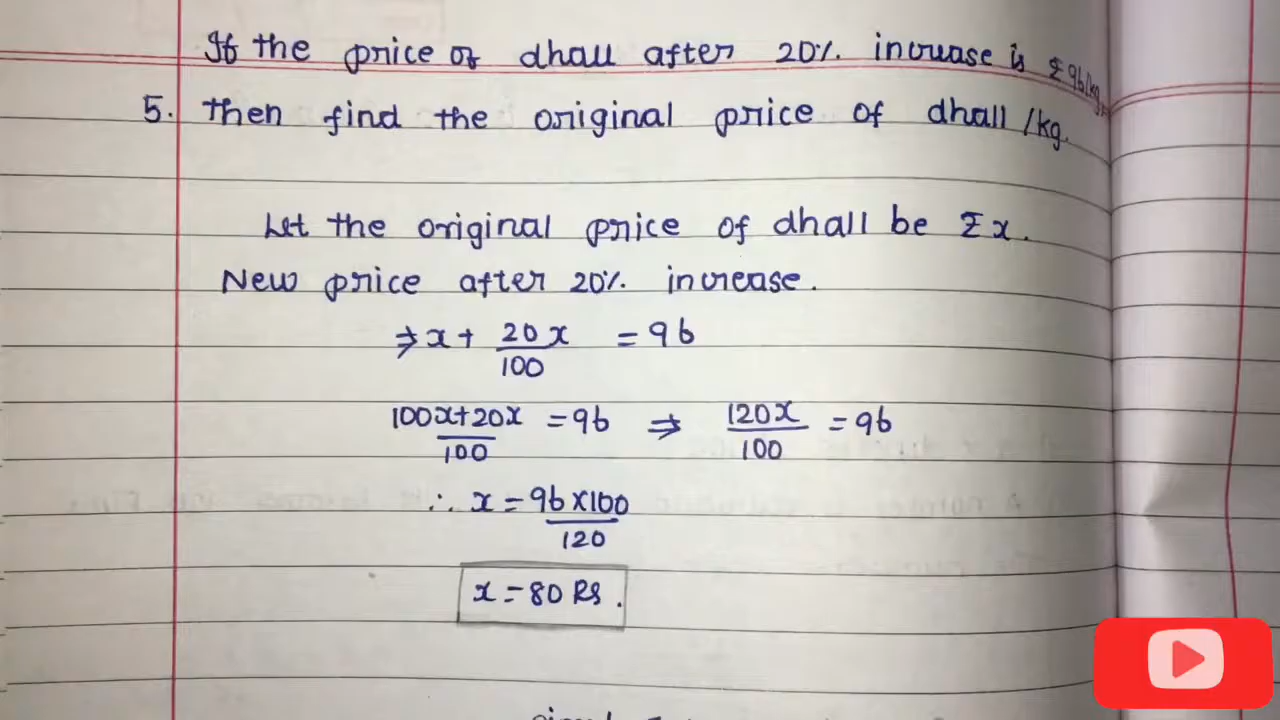 If the price of dhall after 20% increase is ₹96/kg,
5. then find the original price of dhall /kg.
Let the original price of dhall be ₹x.
New price after 20% increase.
⇒ x + 20x/100 = 96
100x+20x/100 = 96 ⇒ 120x/100 = 96
∴ x = 96×100/120
x = 80 Rs.